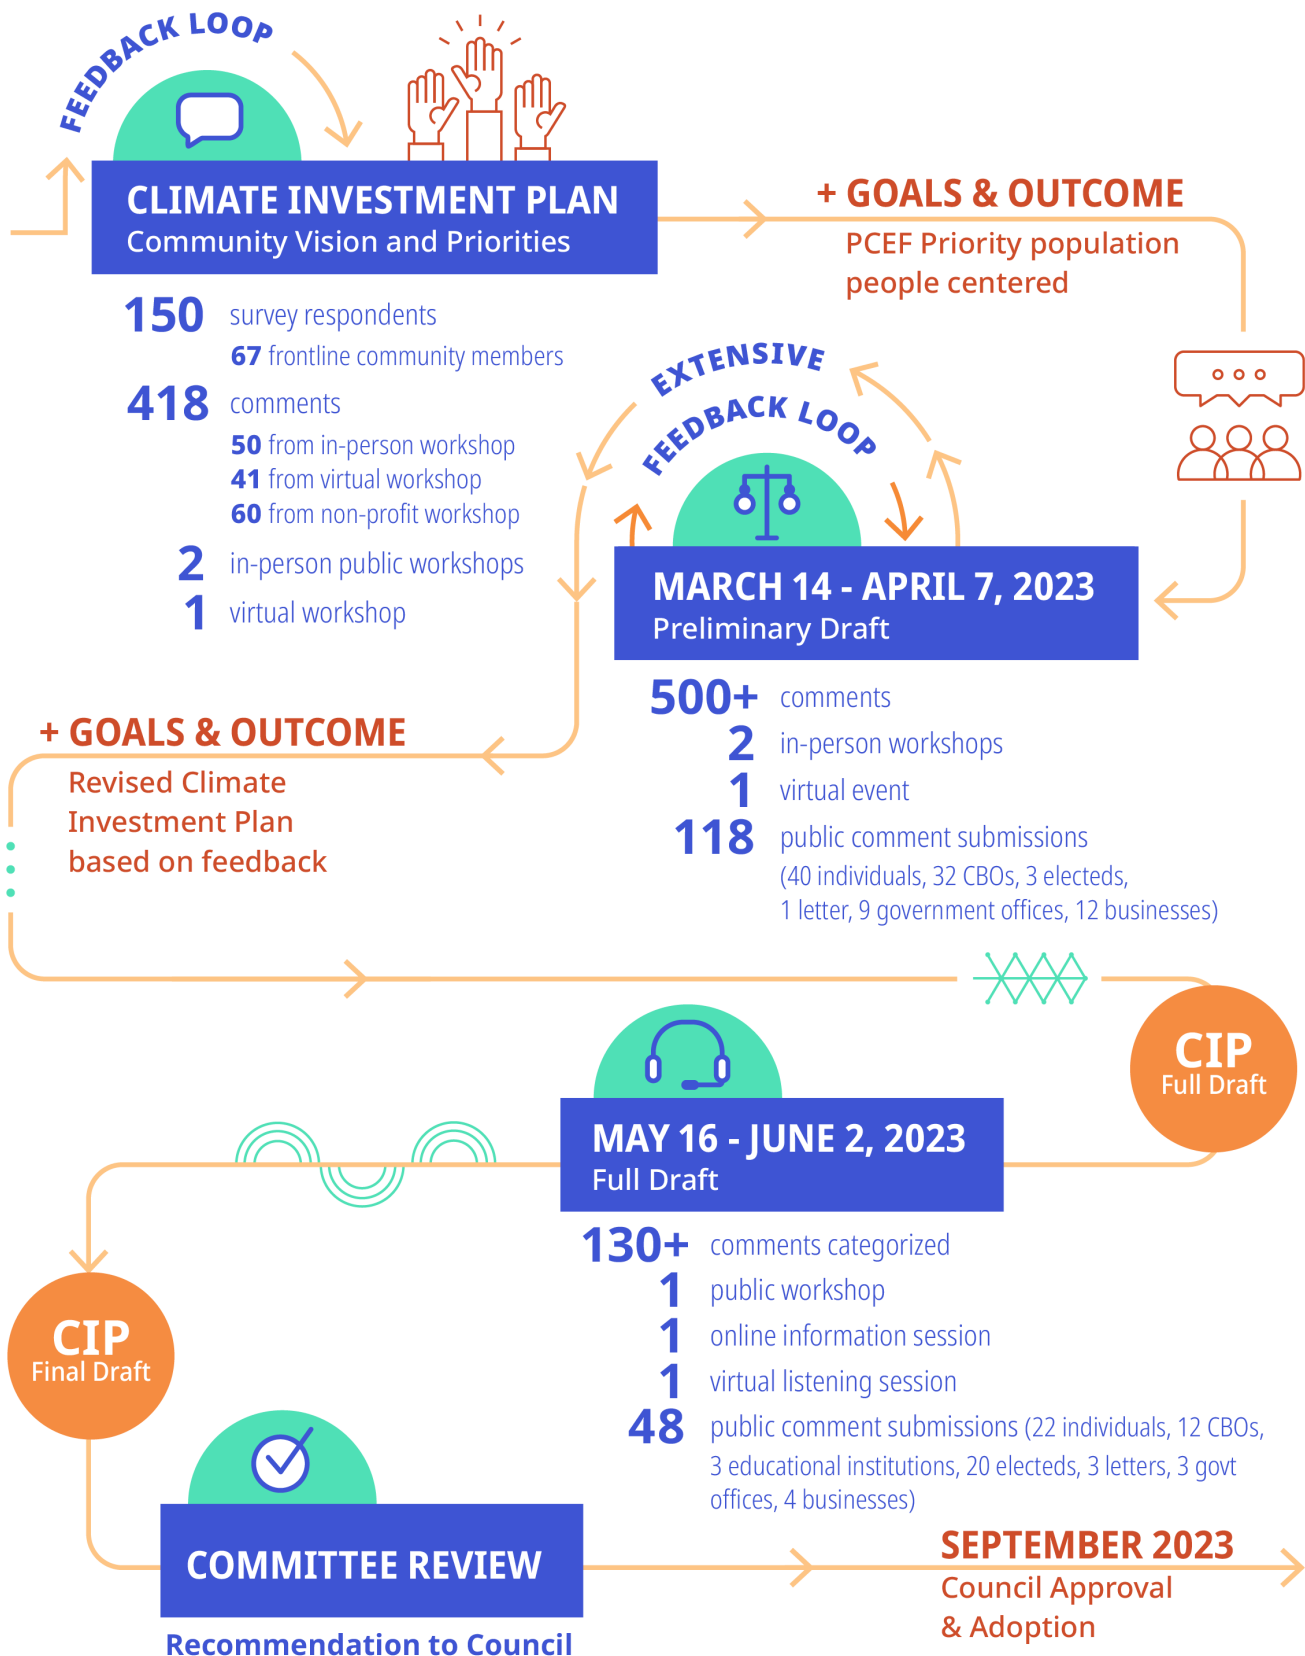 FEEDBACK LOOP
CLIMATE INVESTMENT PLAN
Community Vision and Priorities
+ GOALS & OUTCOME
PCEF Priority population
people centered
150 survey respondents
67 frontline community members
418 comments
50 from in-person workshop
41 from virtual workshop
60 from non-profit workshop
2 in-person public workshops
1 virtual workshop
EXTENSIVE
FEEDBACK LOOP
MARCH 14 - APRIL 7, 2023
Preliminary Draft
500+ comments
2 in-person workshops
1 virtual event
118 public comment submissions
(40 individuals, 32 CBOs, 3 electeds,
1 letter, 9 government offices, 12 businesses)
+ GOALS & OUTCOME
Revised Climate
Investment Plan
based on feedback
CIP
Full Draft
MAY 16 - JUNE 2, 2023
Full Draft
130+ comments categorized
1 public workshop
1 online information session
1 virtual listening session
48 public comment submissions (22 individuals, 12 CBOs,
3 educational institutions, 20 electeds, 3 letters, 3 govt
offices, 4 businesses)
CIP
Final Draft
COMMITTEE REVIEW
Recommendation to Council
SEPTEMBER 2023
Council Approval
& Adoption